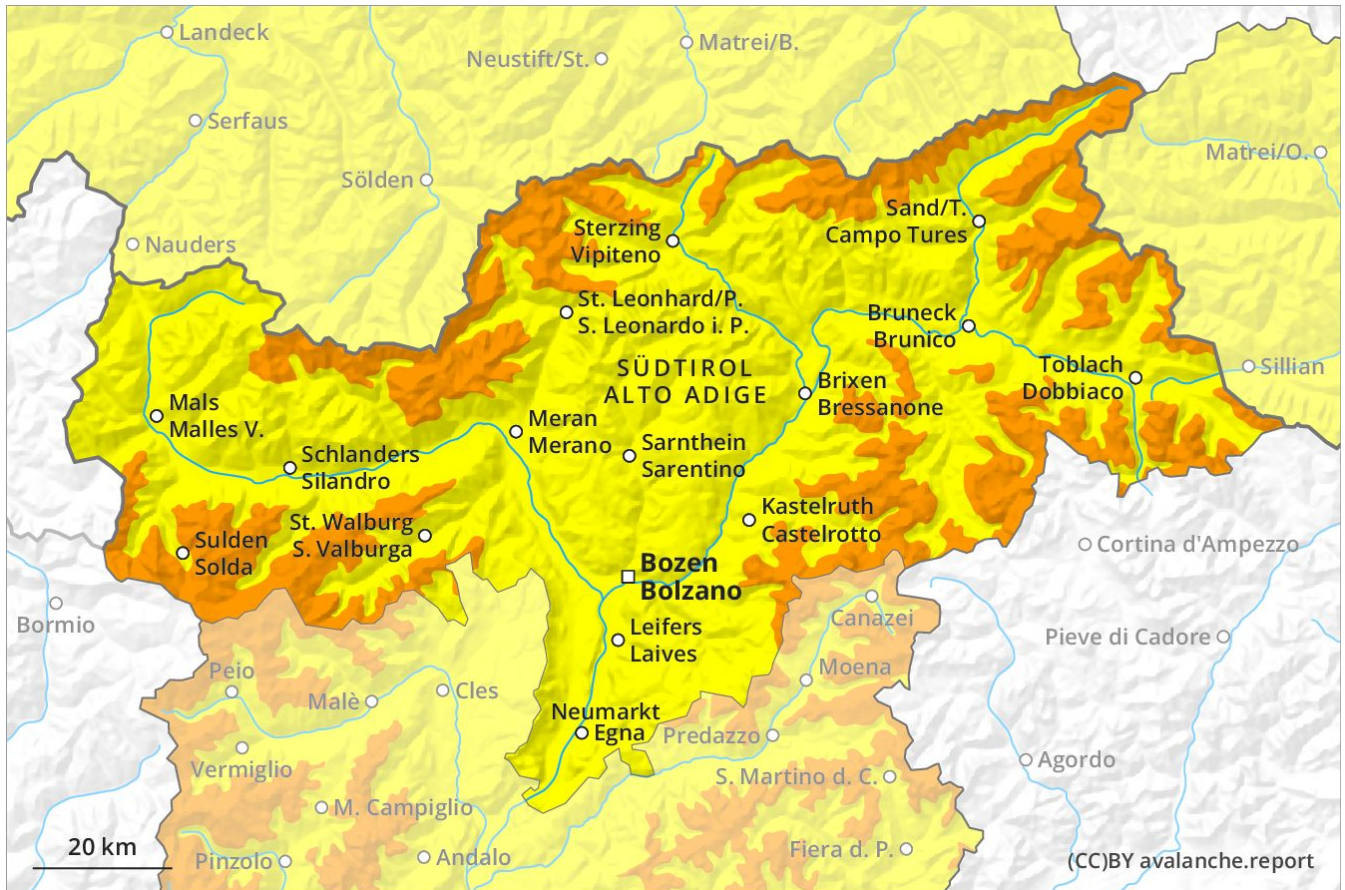 Landeck
Neustift/St.
Matrei/B.
Serfaus
Matrei/O.
Sölden
Sand/T.
Campo Tures
Nauders
Sterzing
Vipiteno
St. Leonhard/P.
S. Leonardo i. P.
Bruneck
Brunico
SÜDTIROL
ALTO ADIGE
Toblach
Dobbiaco
Sillian
Brixen
Bressanone
Mals
Malles V.
Meran
Merano
Sarnthein
Sarentino
Schlanders
Silandro
Kastelruth
Castelrotto
St. Walburg
S. Valburga
Sulden
Solda
Cortina d'Ampezzo
Bozen
Bolzano
Bormio
Canazei
Leifers
Laives
Pieve di Cadore
Peio
Moena
Malè
Cles
Neumarkt
Egna
Predazzo
Vermiglio
S. Martino d. C.
Agordo
M. Campiglio
20 km
Pinzolo
Andalo
Fiera d. P.
(CC)BY avalanche.report